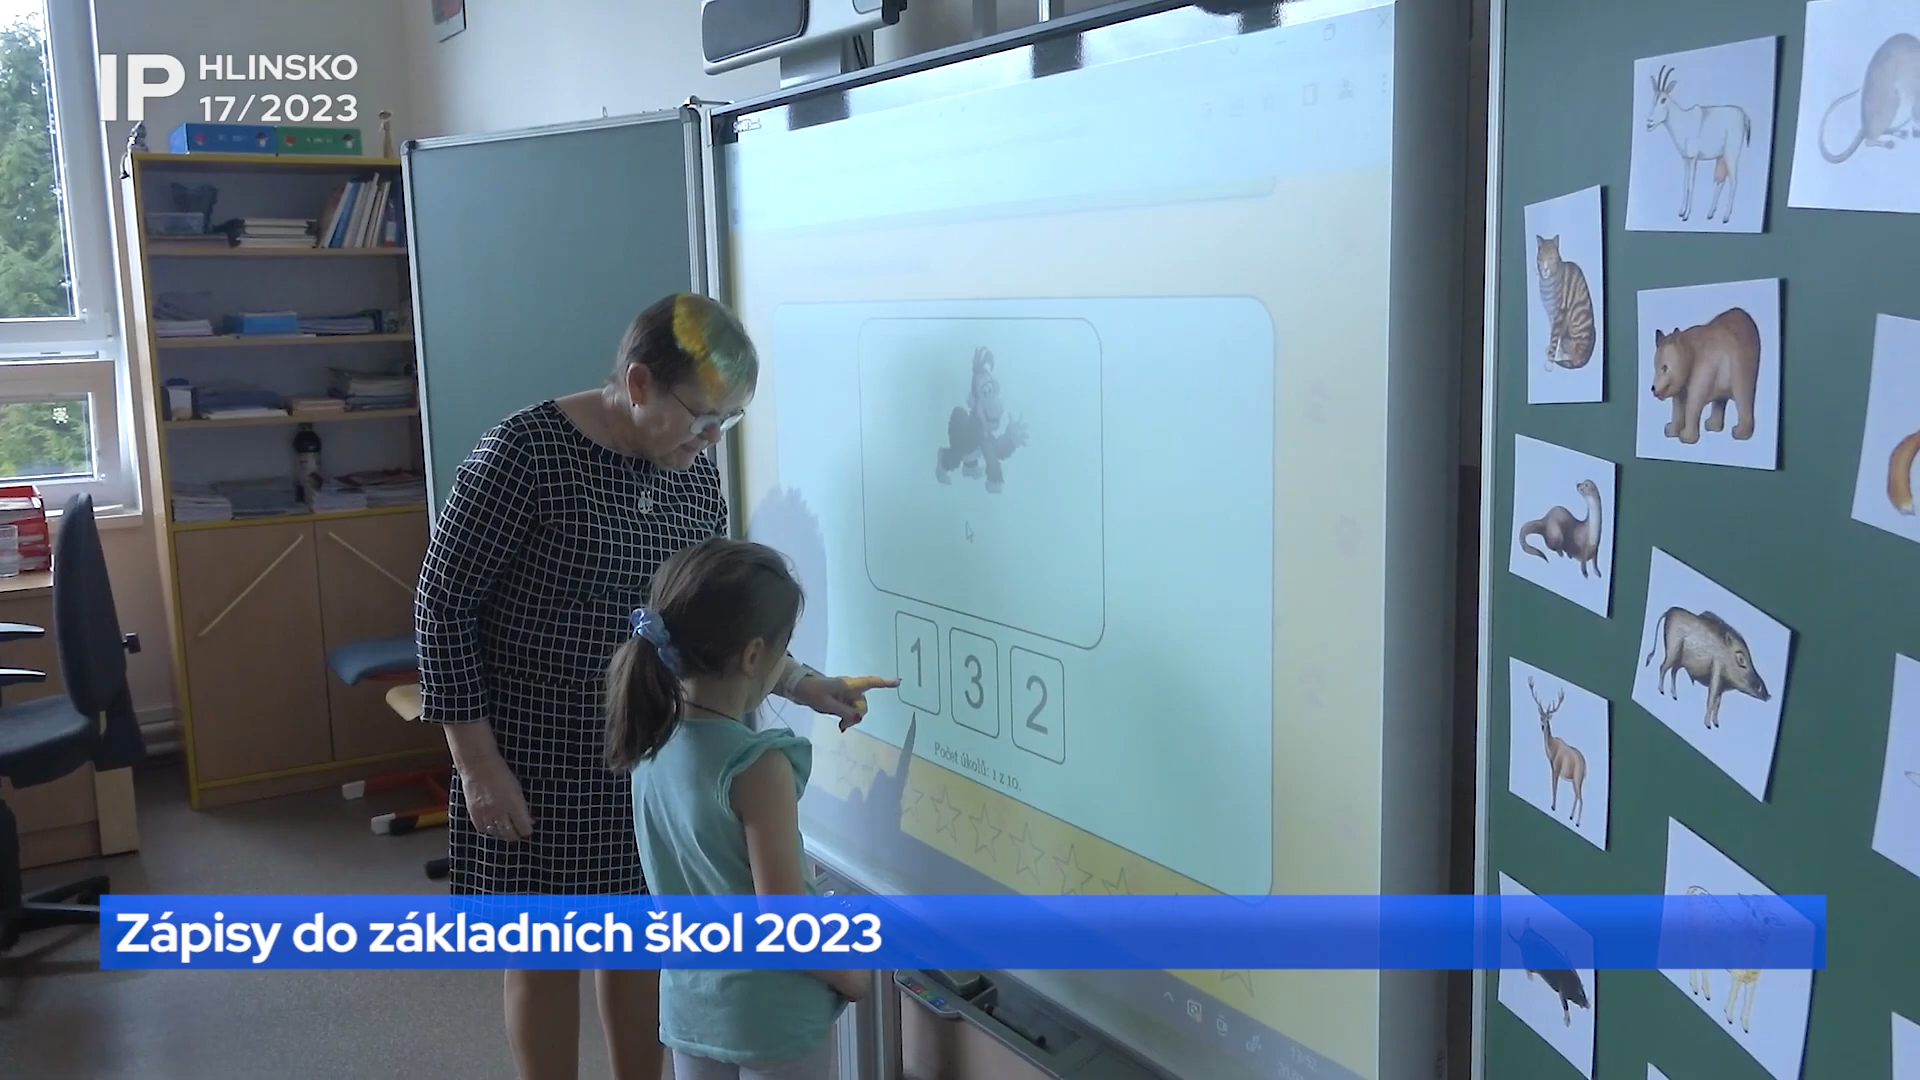 IP HLINSKO
17/2023
1 3 2
Počet úkolů: 1 z 10.
Zápisy do základních škol 2023